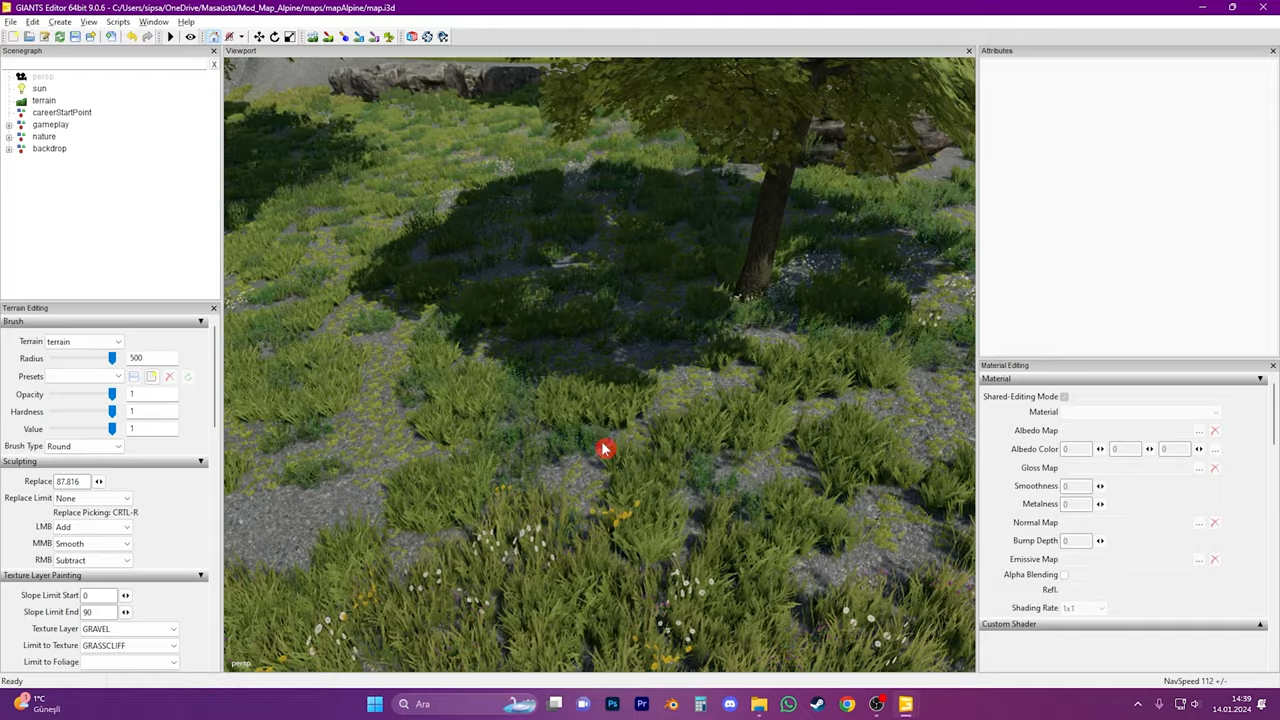 GIANTS Editor 64bit 9.0.6 - C:/Users/sipsa/OneDrive/Masaüstü/Mod_Map_Alpine/maps/mapAlpine/map.i3d
File Edit Create View Scripts Window Help
Scenegraph
X
persp
sun
terrain
careerStartPoint
gameplay
nature
backdrop
Terrain Editing
Brush
Terrain terrain
Radius 500
Presets
Opacity 1
Hardness 1
Value 1
Brush Type Round
Sculpting
Replace 87.816
Replace Limit None
Replace Picking: CRTL-R
LMB Add
MMB Smooth
RMB Subtract
Texture Layer Painting
Slope Limit Start 0
Slope Limit End 90
Texture Layer GRAVEL
Limit to Texture GRASSCLIFF
Limit to Foliage
Viewport
persp
Attributes
Material Editing
Material
Shared-Editing Mode
Material
Albedo Map ...
Albedo Color 0 0 0 ...
Gloss Map ...
Smoothness 0
Metalness 0
Normal Map ...
Bump Depth 0
Emissive Map ...
Alpha Blending
Refl.
Shading Rate 1x1
Custom Shader
Ready
NavSpeed 112 +/-
1°C
Güneşli
Ara
Ps
Pr
14:39
14.01.2024